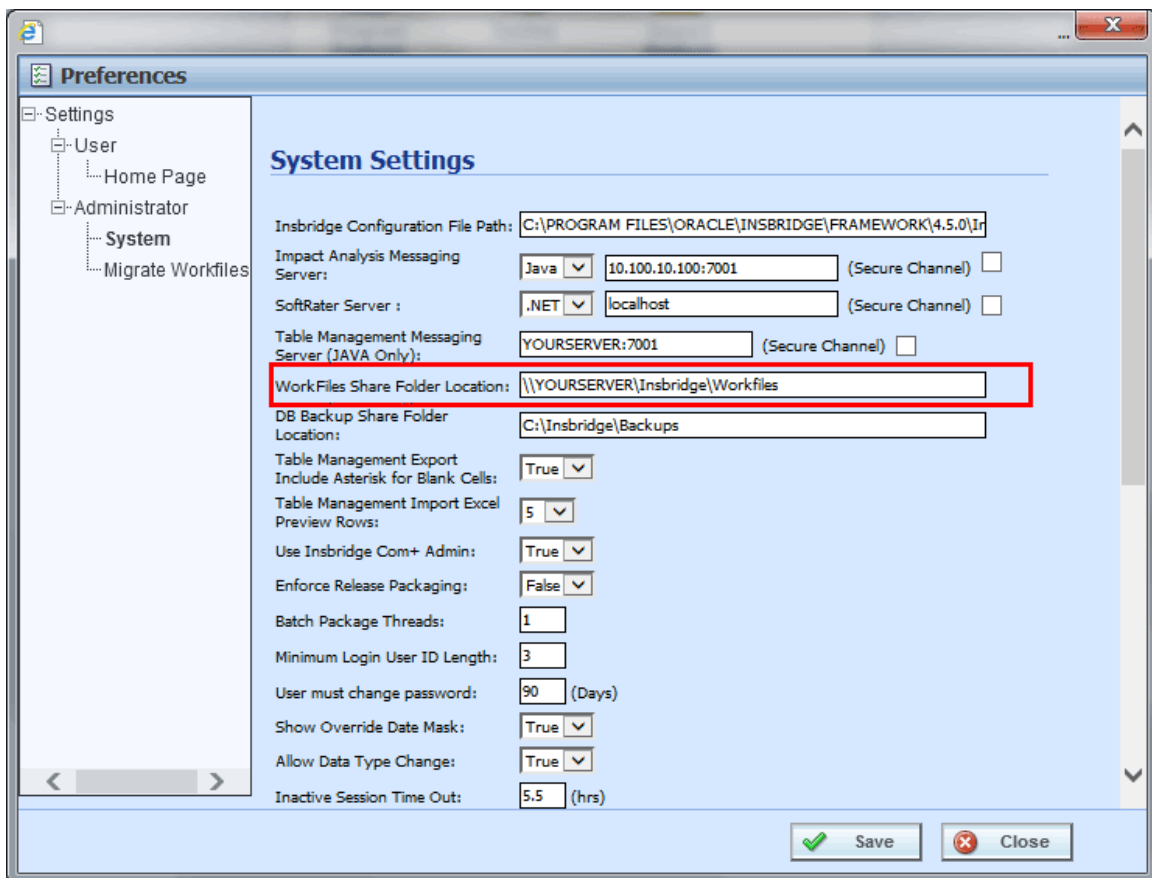 ...
Preferences
Settings
User
Home Page
Administrator
System
Migrate Workfiles
System Settings
Insbridge Configuration File Path: C:\PROGRAM FILES\ORACLE\INSBRIDGE\FRAMEWORK\4.5.0\In
Impact Analysis Messaging
Server: Java 10.100.10.100:7001 (Secure Channel)
SoftRater Server : .NET localhost (Secure Channel)
Table Management Messaging
Server (JAVA Only): YOURSERVER:7001 (Secure Channel)
WorkFiles Share Folder Location: \\YOURSERVER\Insbridge\Workfiles
DB Backup Share Folder
Location: C:\Insbridge\Backups
Table Management Export
Include Asterisk for Blank Cells: True
Table Management Import Excel
Preview Rows: 5
Use Insbridge Com+ Admin: True
Enforce Release Packaging: False
Batch Package Threads: 1
Minimum Login User ID Length: 3
User must change password: 90 (Days)
Show Override Date Mask: True
Allow Data Type Change: True
Inactive Session Time Out: 5.5 (hrs)
Save Close